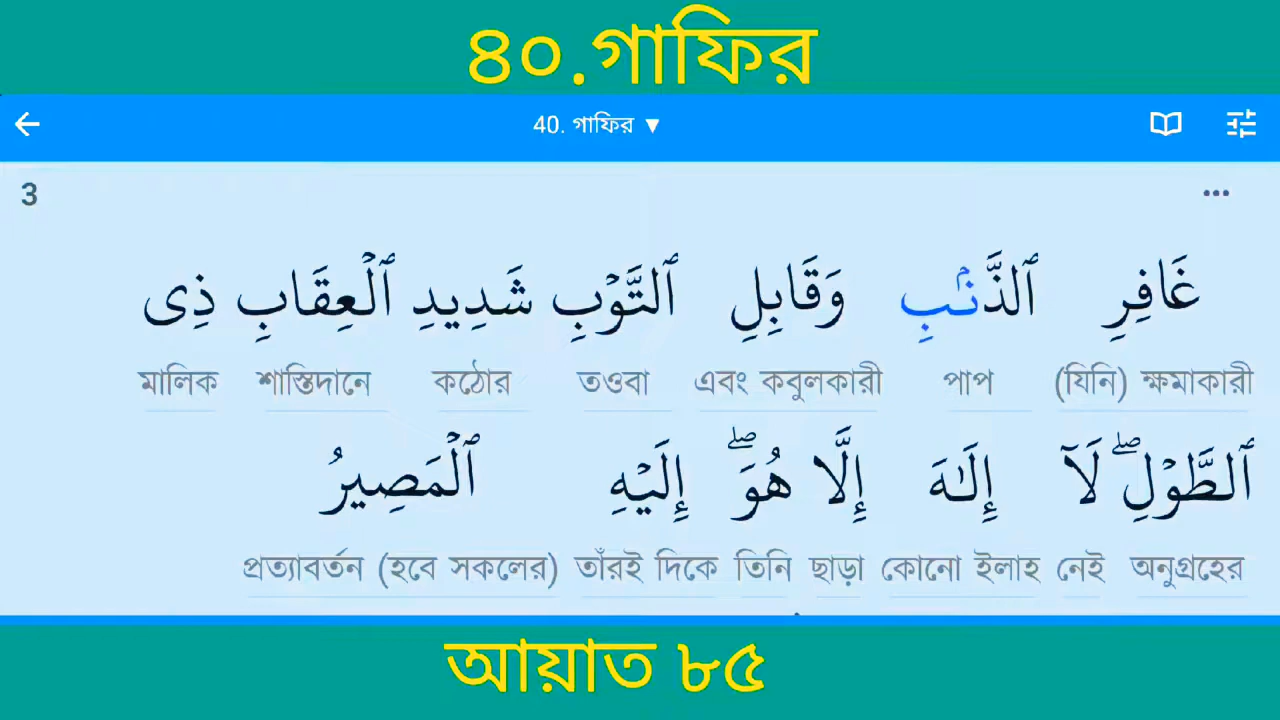 ৪০.গাফির
40. গাফির ▼
3
غَافِرِ ٱلذَّنۢبِ وَقَابِلِ ٱلتَّوْبِ شَدِيدِ ٱلْعِقَابِ ذِى
(যিনি) ক্ষমাকারী পাপ এবং কবুলকারী তওবা কঠোর শাস্তিদানে মালিক
ٱلطَّوْلِ ۖ لَآ إِلَـٰهَ إِلَّا هُوَ ۖ إِلَيْهِ ٱلْمَصِيرُ
অনুগ্রহের নেই কোনো ইলাহ ছাড়া তিনি তাঁরই দিকে প্রত্যাবর্তন (হবে সকলের)
আয়াত ৮৫